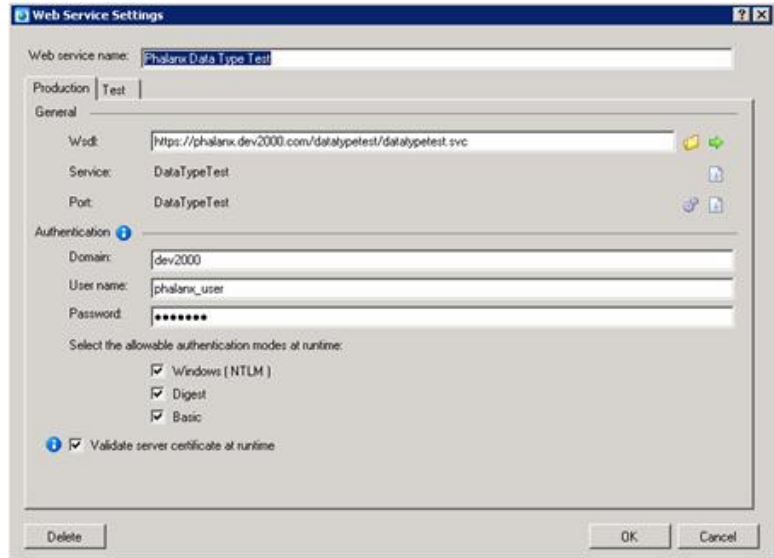 Web Service Settings
Web service name: Phalanx Data Type Test
Production Test
General
Wsdl: https://phalanx.dev2000.com/datatypetest/datatypetest.svc
Service: DataTypeTest
Port: DataTypeTest
Authentication
Domain: dev2000
User name: phalanx_user
Password: •••••••
Select the allowable authentication modes at runtime:
Windows ( NTLM )
Digest
Basic
Validate server certificate at runtime
Delete OK Cancel